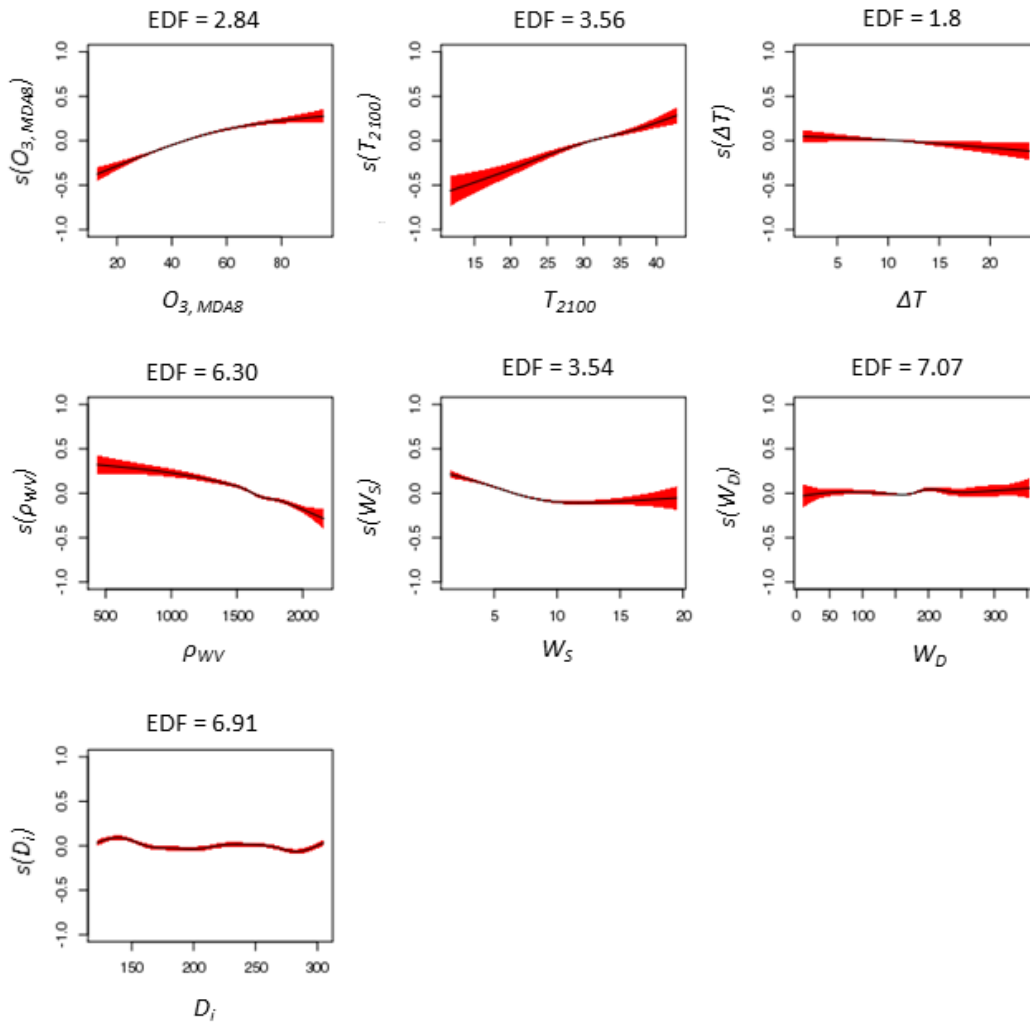 EDF = 2.84
s(O3, MDA8)
1.0
0.5
0.0
-0.5
-1.0
20 40 60 80
O3, MDA8
EDF = 3.56
s(T2100)
1.0
0.5
0.0
-0.5
-1.0
15 20 25 30 35 40
T2100
EDF = 1.8
s(ΔT)
1.0
0.5
0.0
-0.5
-1.0
5 10 15 20
ΔT
EDF = 6.30
s(ρWV)
1.0
0.5
0.0
-0.5
-1.0
500 1000 1500 2000
ρWV
EDF = 3.54
s(WS)
1.0
0.5
0.0
-0.5
-1.0
5 10 15 20
WS
EDF = 7.07
s(WD)
1.0
0.5
0.0
-0.5
-1.0
0 50 100 200 300
WD
EDF = 6.91
s(Di)
1.0
0.5
0.0
-0.5
-1.0
150 200 250 300
Di